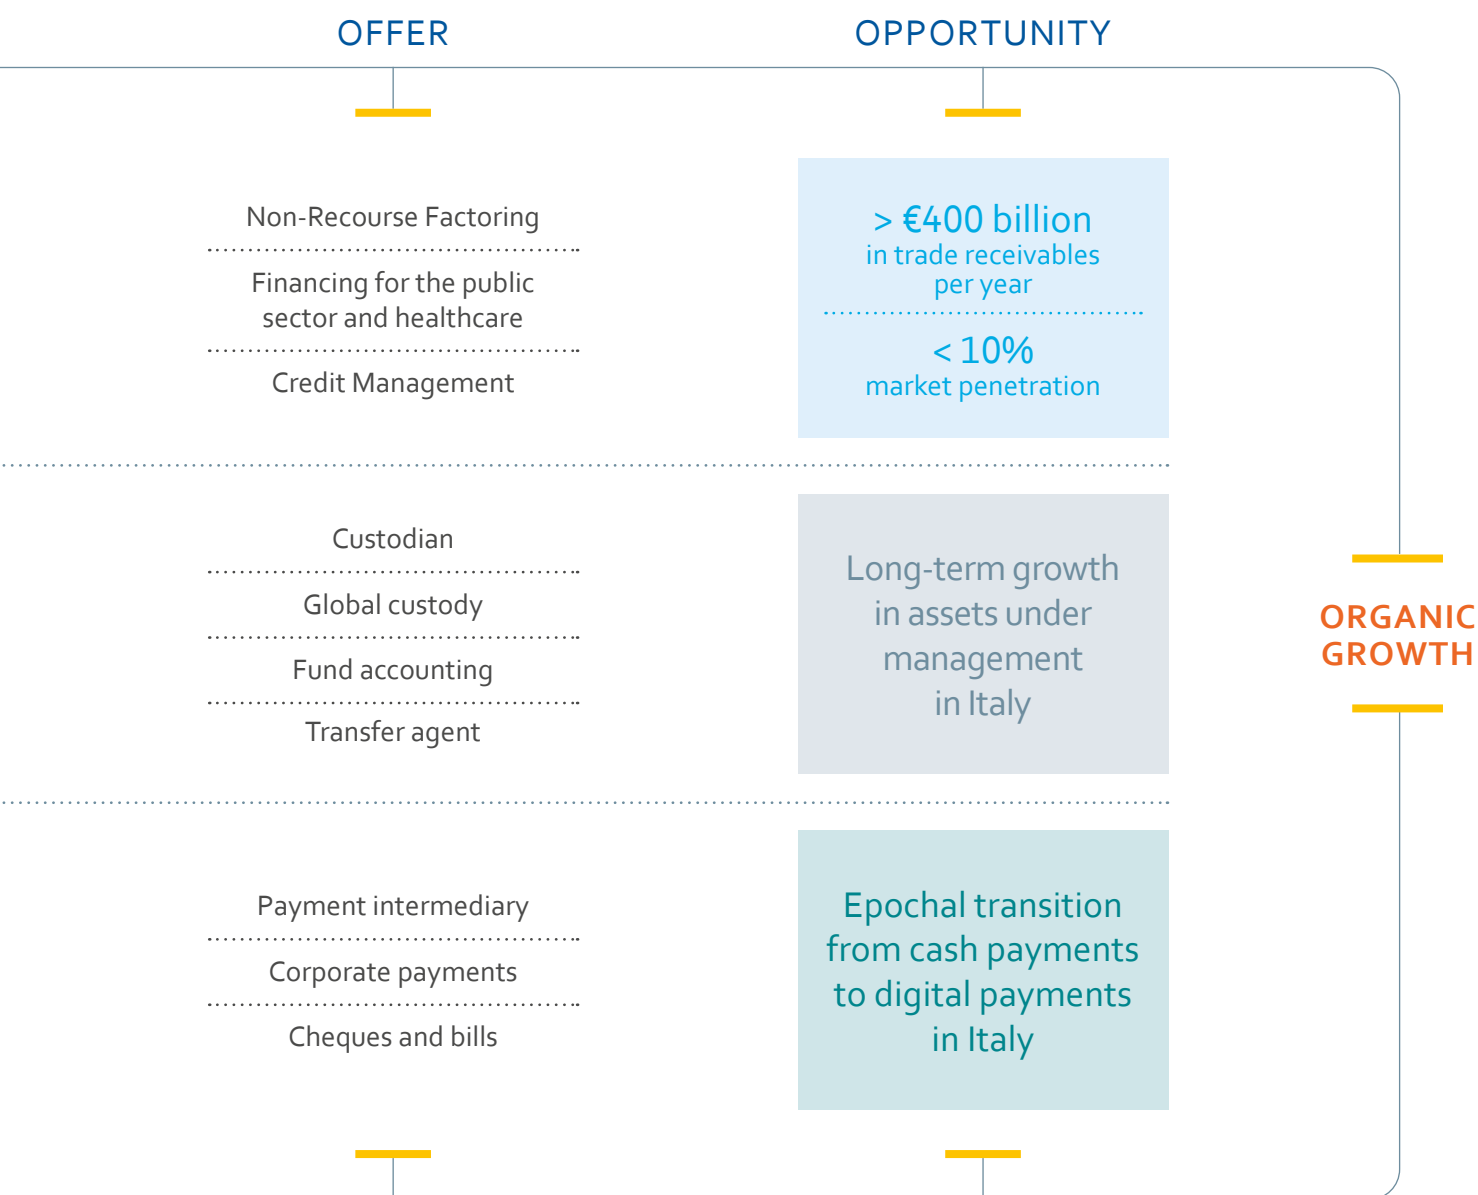 OFFER
OPPORTUNITY
Non-Recourse Factoring
Financing for the public
sector and healthcare
Credit Management
> €400 billion
in trade receivables
per year
< 10%
market penetration
Custodian
Global custody
Fund accounting
Transfer agent
Long-term growth
in assets under
management
in Italy
ORGANIC
GROWTH
Payment intermediary
Corporate payments
Cheques and bills
Epochal transition
from cash payments
to digital payments
in Italy